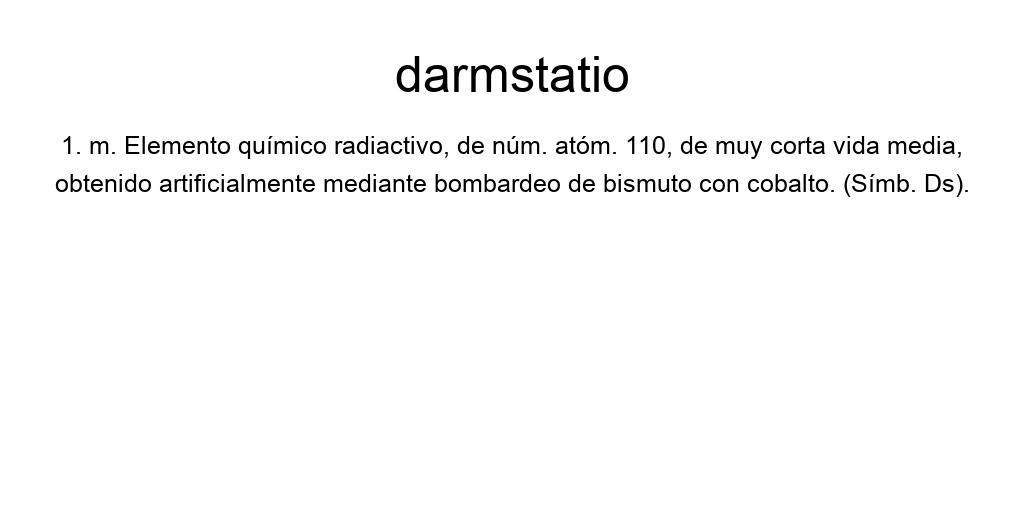 darmstatio
1. m. Elemento químico radiactivo, de núm. atóm. 110, de muy corta vida media,
obtenido artificialmente mediante bombardeo de bismuto con cobalto. (Símb. Ds).